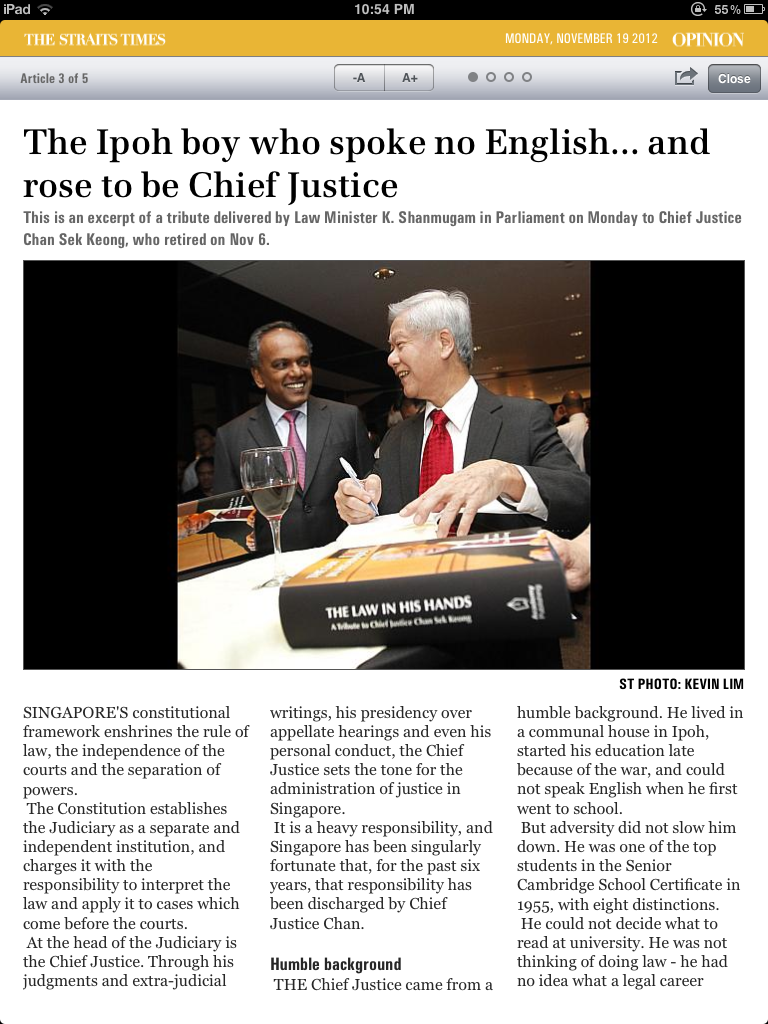 iPad
10:54 PM
55%
THE STRAITS TIMES
MONDAY, NOVEMBER 19 2012
OPINION
Article 3 of 5
-A
A+
Close
The Ipoh boy who spoke no English... and
rose to be Chief Justice
This is an excerpt of a tribute delivered by Law Minister K. Shanmugam in Parliament on Monday to Chief Justice
Chan Sek Keong, who retired on Nov 6.
THE LAW IN HIS HANDS
A Tribute to Chief Justice Chan Sek Keong
ST PHOTO: KEVIN LIM
SINGAPORE'S constitutional
framework enshrines the rule of
law, the independence of the
courts and the separation of
powers.
The Constitution establishes
the Judiciary as a separate and
independent institution, and
charges it with the
responsibility to interpret the
law and apply it to cases which
come before the courts.
At the head of the Judiciary is
the Chief Justice. Through his
judgments and extra-judicial
writings, his presidency over
appellate hearings and even his
personal conduct, the Chief
Justice sets the tone for the
administration of justice in
Singapore.
It is a heavy responsibility, and
Singapore has been singularly
fortunate that, for the past six
years, that responsibility has
been discharged by Chief
Justice Chan.
Humble background
THE Chief Justice came from a
humble background. He lived in
a communal house in Ipoh,
started his education late
because of the war, and could
not speak English when he first
went to school.
But adversity did not slow him
down. He was one of the top
students in the Senior
Cambridge School Certificate in
1955, with eight distinctions.
He could not decide what to
read at university. He was not
thinking of doing law - he had
no idea what a legal career